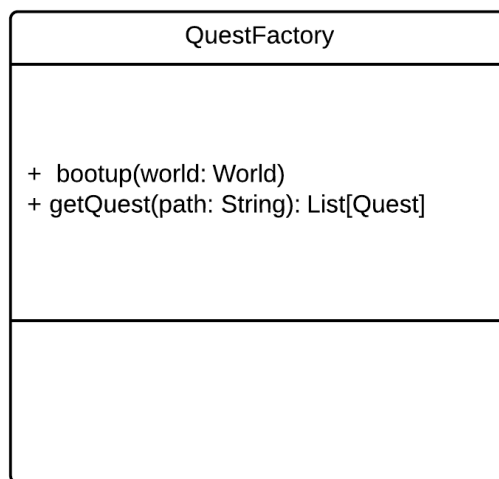 QuestFactory
+ bootup(world: World)
+ getQuest(path: String): List[Quest]